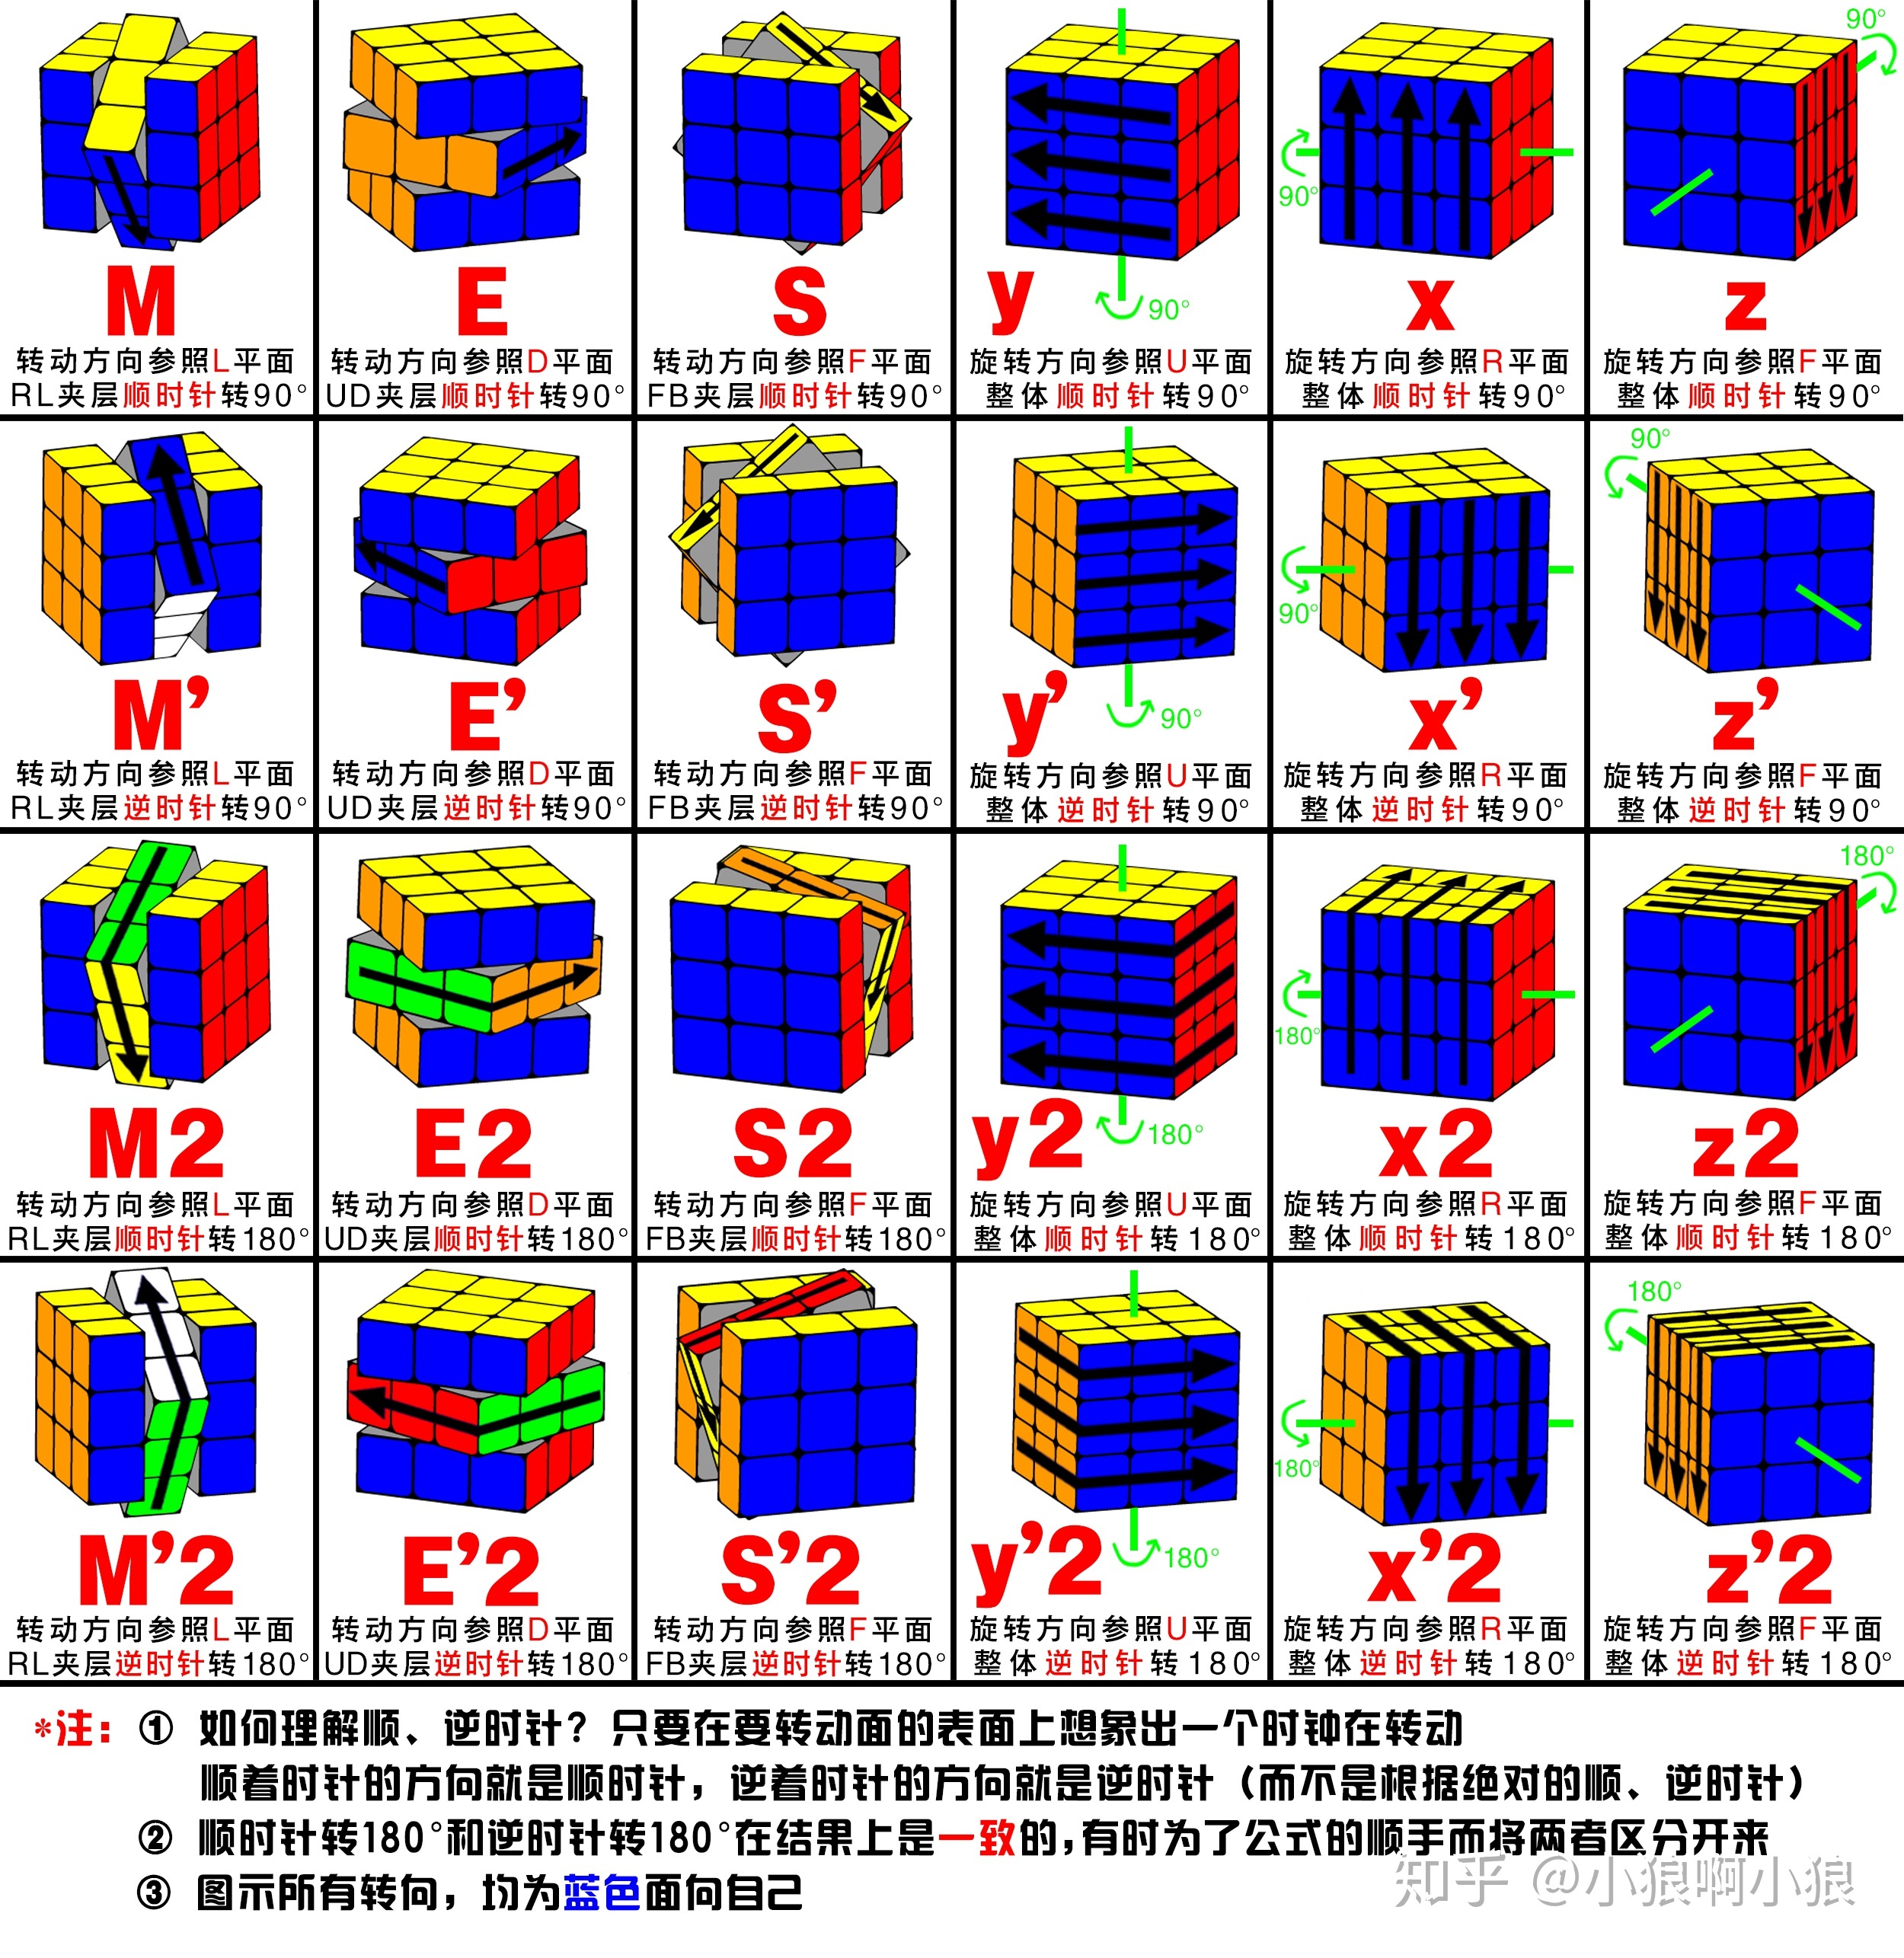 90°
90°
90°
M
E
S
y
x
z
转动方向参照L平面
RL夹层顺时针转90°
转动方向参照D平面
UD夹层顺时针转90°
转动方向参照F平面
FB夹层顺时针转90°
旋转方向参照U平面
整体顺时针转90°
旋转方向参照R平面
整体顺时针转90°
旋转方向参照F平面
整体顺时针转90°
90°
90°
90°
M’
E’
S’
y’
x’
z’
转动方向参照L平面
RL夹层逆时针转90°
转动方向参照D平面
UD夹层逆时针转90°
转动方向参照F平面
FB夹层逆时针转90°
旋转方向参照U平面
整体逆时针转90°
旋转方向参照R平面
整体逆时针转90°
旋转方向参照F平面
整体逆时针转90°
180°
180°
180°
M2
E2
S2
y2
x2
z2
转动方向参照L平面
RL夹层顺时针转180°
转动方向参照D平面
UD夹层顺时针转180°
转动方向参照F平面
FB夹层顺时针转180°
旋转方向参照U平面
整体顺时针转180°
旋转方向参照R平面
整体顺时针转180°
旋转方向参照F平面
整体顺时针转180°
180°
180°
180°
M’2
E’2
S’2
y’2
x’2
z’2
转动方向参照L平面
RL夹层逆时针转180°
转动方向参照D平面
UD夹层逆时针转180°
转动方向参照F平面
FB夹层逆时针转180°
旋转方向参照U平面
整体逆时针转180°
旋转方向参照R平面
整体逆时针转180°
旋转方向参照F平面
整体逆时针转180°
*注：① 如何理解顺、逆时针？只要在要转动面的表面上想象出一个时钟在转动
顺着时针的方向就是顺时针，逆着时针的方向就是逆时针（而不是根据绝对的顺、逆时针）
② 顺时针转180°和逆时针转180°在结果上是一致的，有时为了公式的顺手而将两者区分开来
③ 图示所有转向，均为蓝色面向自己
知乎 @小狼啊小狼